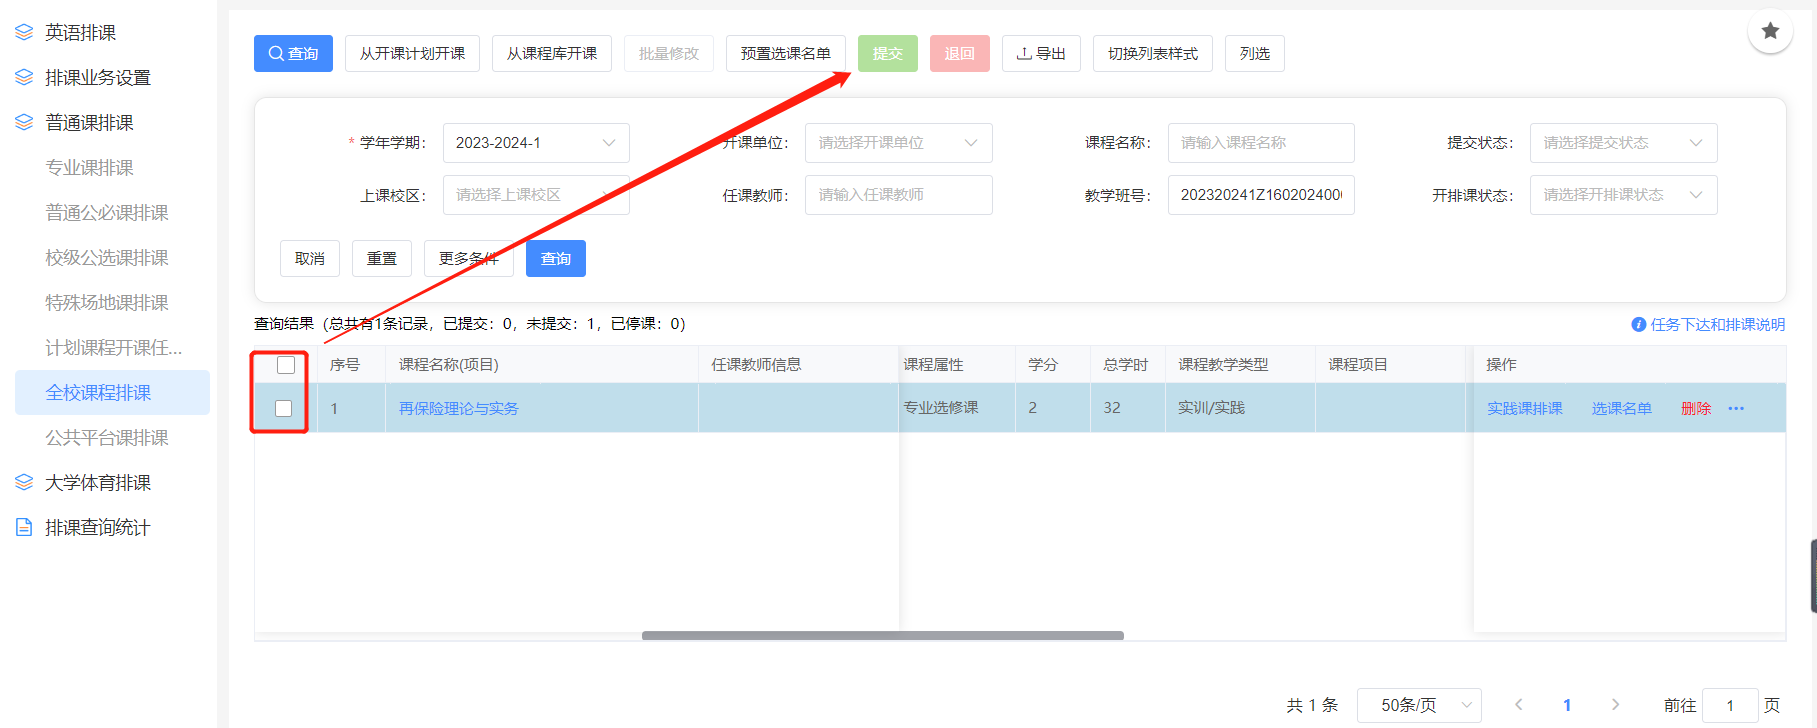 英语排课
排课业务设置
普通课排课
专业课排课
普通公必课排课
校级公选课排课
特殊场地课排课
计划课程开课任...
全校课程排课
公共平台课排课
大学体育排课
排课查询统计
查询 从开课计划开课 从课程库开课 批量修改 预置选课名单 提交 退回 导出 切换列表样式 列选
* 学年学期: 2023-2024-1 开课单位: 请选择开课单位 课程名称: 请输入课程名称 提交状态: 请选择提交状态
上课校区: 请选择上课校区 任课教师: 请输入任课教师 教学班号: 202320241Z1602024000 开排课状态: 请选择开排课状态
取消 重置 更多条件 查询
查询结果（总共有1条记录，已提交：0，未提交：1，已停课：0） 任务下达和排课说明
序号 课程名称(项目) 任课教师信息 课程属性 学分 总学时 课程教学类型 课程项目 操作
1 再保险理论与实务 专业选修课 2 32 实训/实践 实践课排课 选课名单 删除 •••
共 1 条 50条/页 < 1 > 前往 1 页